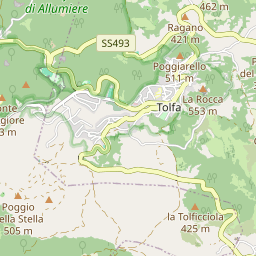 di Allumiere
462 m
Ragano
421 m
SS493
Poggiarello
511 m
La Rocca
553 m
Tolfa
Poggio
ella Stella
505 m
la Tolficciola
425 m